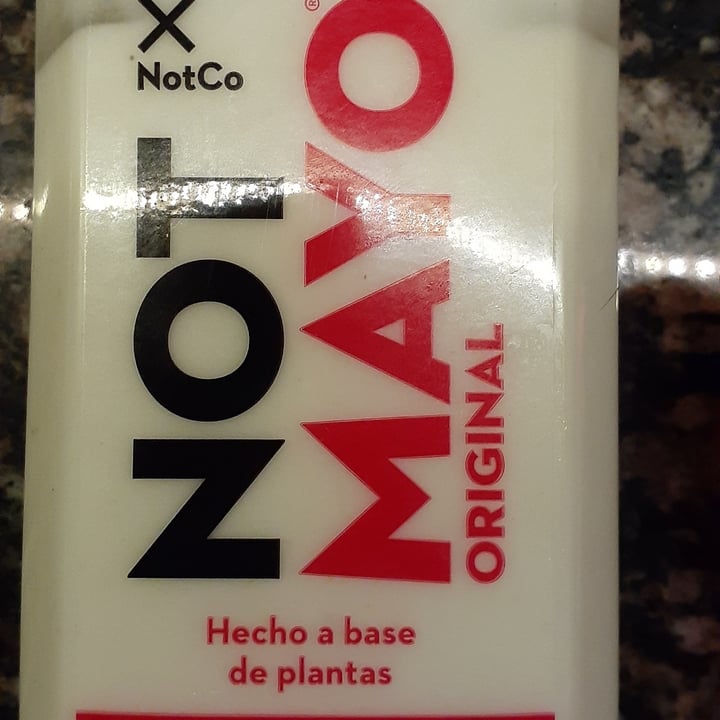 NotCo
NOT
MAYO®
ORIGINAL
Hecho a base
de plantas